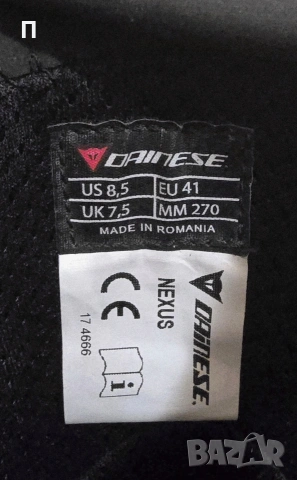 П
DAINESE
US 8,5 EU 41
UK 7,5 MM 270
MADE IN ROMANIA
DAINESE.
NEXUS
CE
17 4666
i
BAZAR